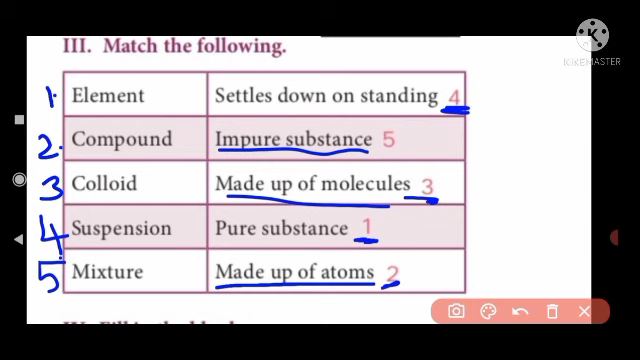 K
KINEMASTER
III. Match the following.
1. Element Settles down on standing 4
2. Compound Impure substance 5
3 Colloid Made up of molecules 3
4 Suspension Pure substance 1
5 Mixture Made up of atoms 2